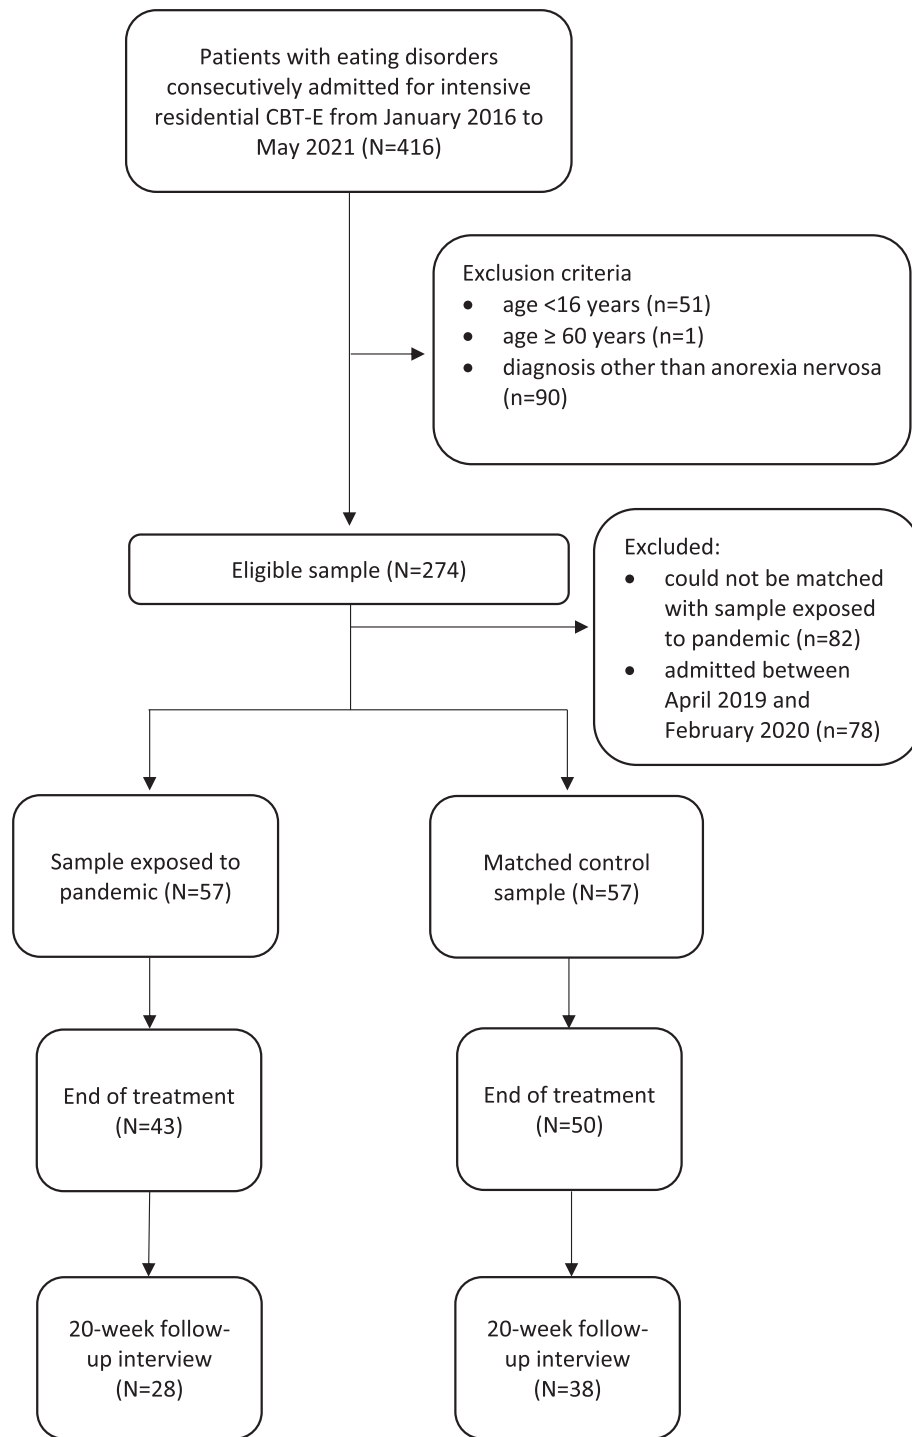 Patients with eating disorders
consecutively admitted for intensive
residential CBT-E from January 2016 to
May 2021 (N=416)
Exclusion criteria
• age <16 years (n=51)
• age ≥ 60 years (n=1)
• diagnosis other than anorexia nervosa
(n=90)
Eligible sample (N=274)
Excluded:
• could not be matched
with sample exposed
to pandemic (n=82)
• admitted between
April 2019 and
February 2020 (n=78)
Sample exposed to
pandemic (N=57)
Matched control
sample (N=57)
End of treatment
(N=43)
End of treatment
(N=50)
20-week follow-
up interview
(N=28)
20-week follow-
up interview
(N=38)